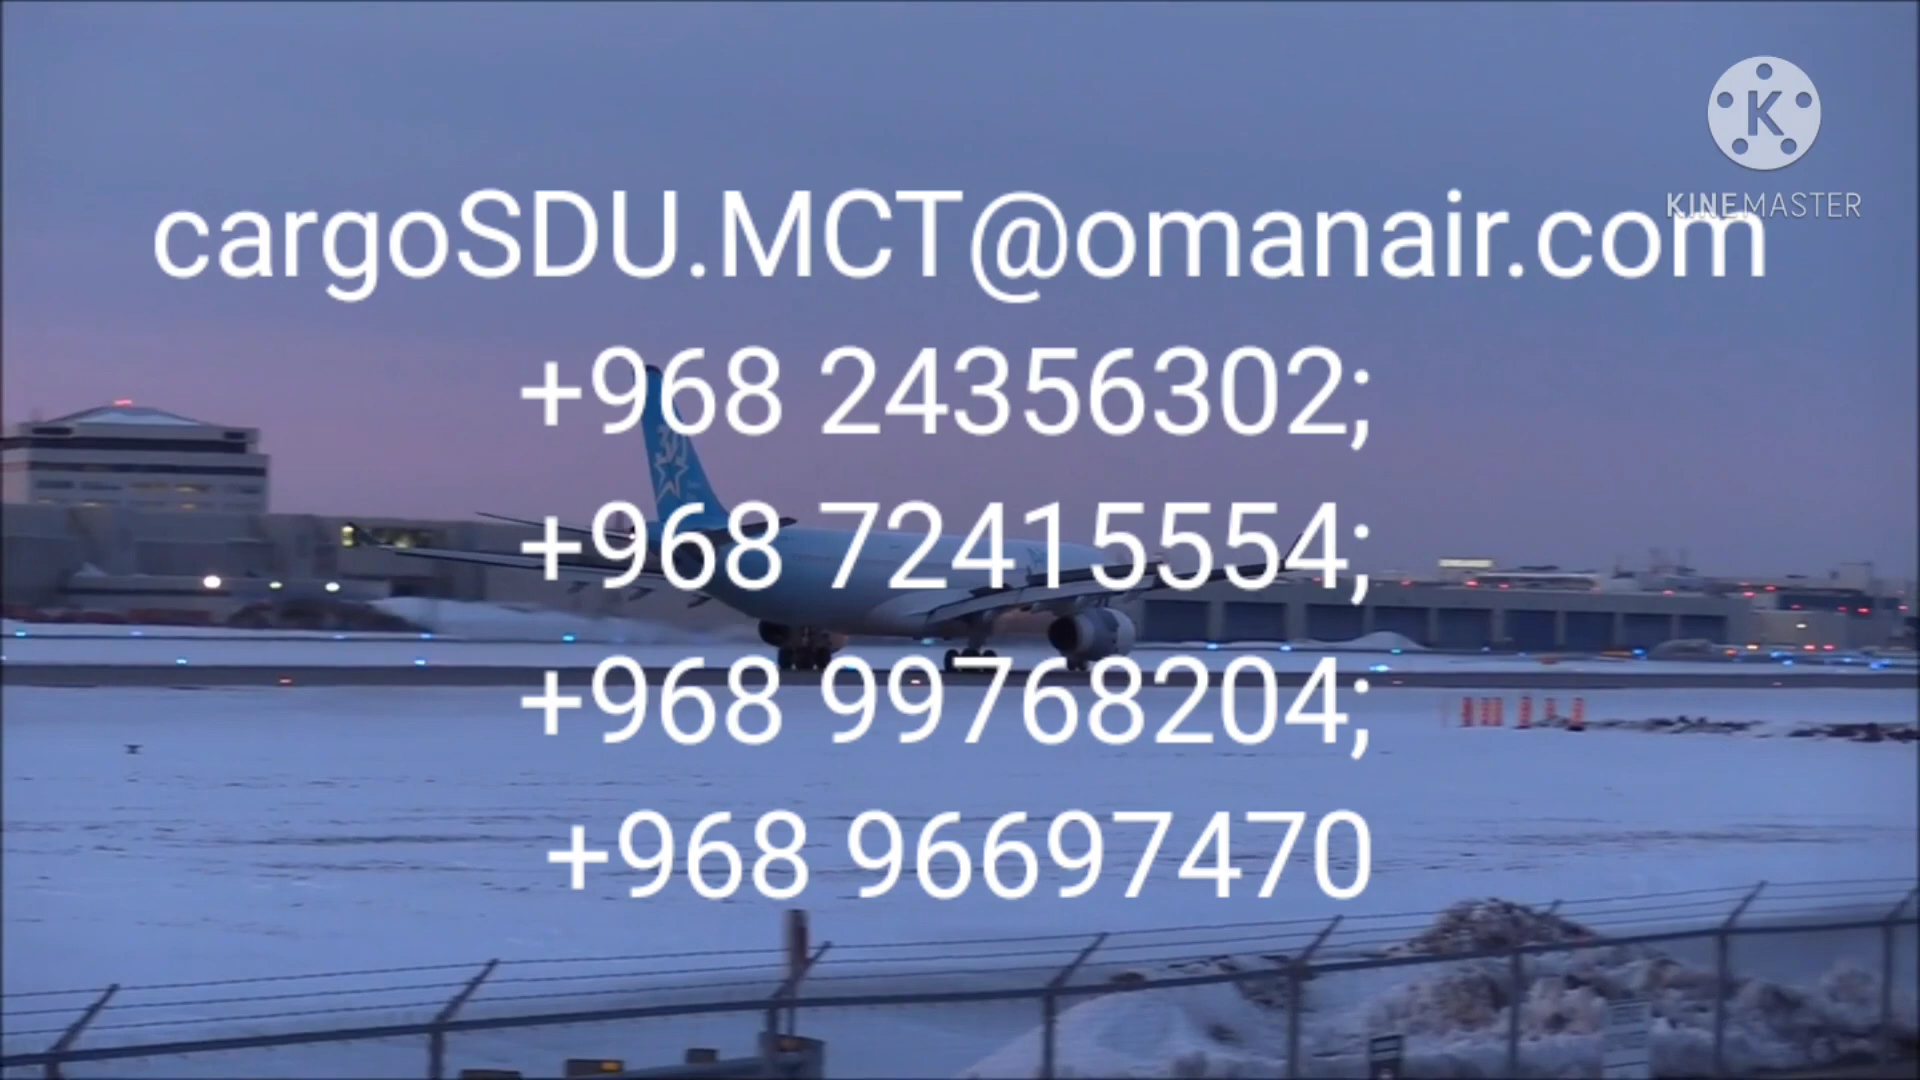 K
KINEMASTER
cargoSDU.MCT@omanair.com
+968 24356302;
+968 72415554;
+968 99768204;
+968 96697470